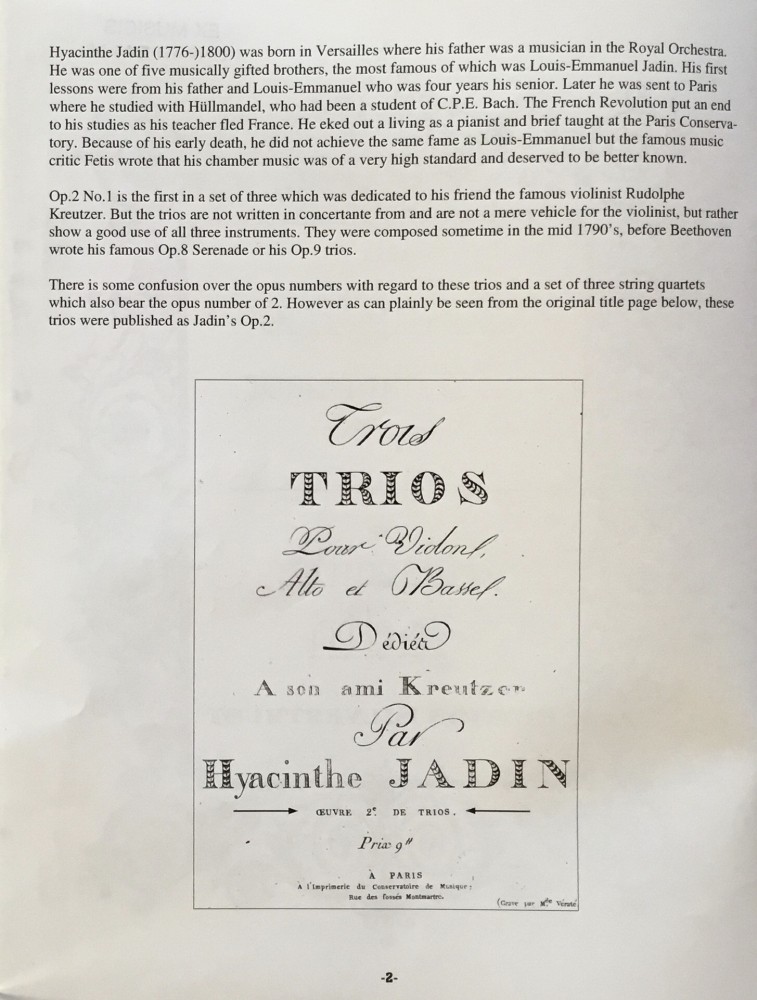 Hyacinthe Jadin (1776-)1800) was born in Versailles where his father was a musician in the Royal Orchestra.
He was one of five musically gifted brothers, the most famous of which was Louis-Emmanuel Jadin. His first
lessons were from his father and Louis-Emmanuel who was four years his senior. Later he was sent to Paris
where he studied with Hüllmandel, who had been a student of C.P.E. Bach. The French Revolution put an end
to his studies as his teacher fled France. He eked out a living as a pianist and brief taught at the Paris Conserva-
tory. Because of his early death, he did not achieve the same fame as Louis-Emmanuel but the famous music
critic Fetis wrote that his chamber music was of a very high standard and deserved to be better known.
Op.2 No.1 is the first in a set of three which was dedicated to his friend the famous violinist Rudolphe
Kreutzer. But the trios are not written in concertante from and are not a mere vehicle for the violinist, but rather
show a good use of all three instruments. They were composed sometime in the mid 1790's, before Beethoven
wrote his famous Op.8 Serenade or his Op.9 trios.
There is some confusion over the opus numbers with regard to these trios and a set of three string quartets
which also bear the opus number of 2. However as can plainly be seen from the original title page below, these
trios were published as Jadin's Op.2.
Trois
TRIOS
Pour Violons,
Alto et Basses.
Dédiés
A son ami Kreutzer
Par
Hyacinthe JADIN
ŒUVRE 2e DE TRIOS.
Prix 9"
À PARIS
A l'Imprimerie du Conservatoire de Musique;
Rue des fossés Montmartre.
(Gravé par Mde
-2-